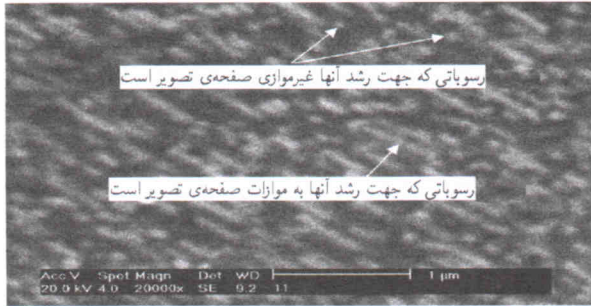 رسوباتی که جهت رشد آنها غیرموازی صفحه‌ی تصویر است
رسوباتی که جهت رشد آنها به موازات صفحه‌ی تصویر است
Acc.V Spot Magn Det WD 1 µm
20.0 kV 4.0 20000x SE 9.2 11